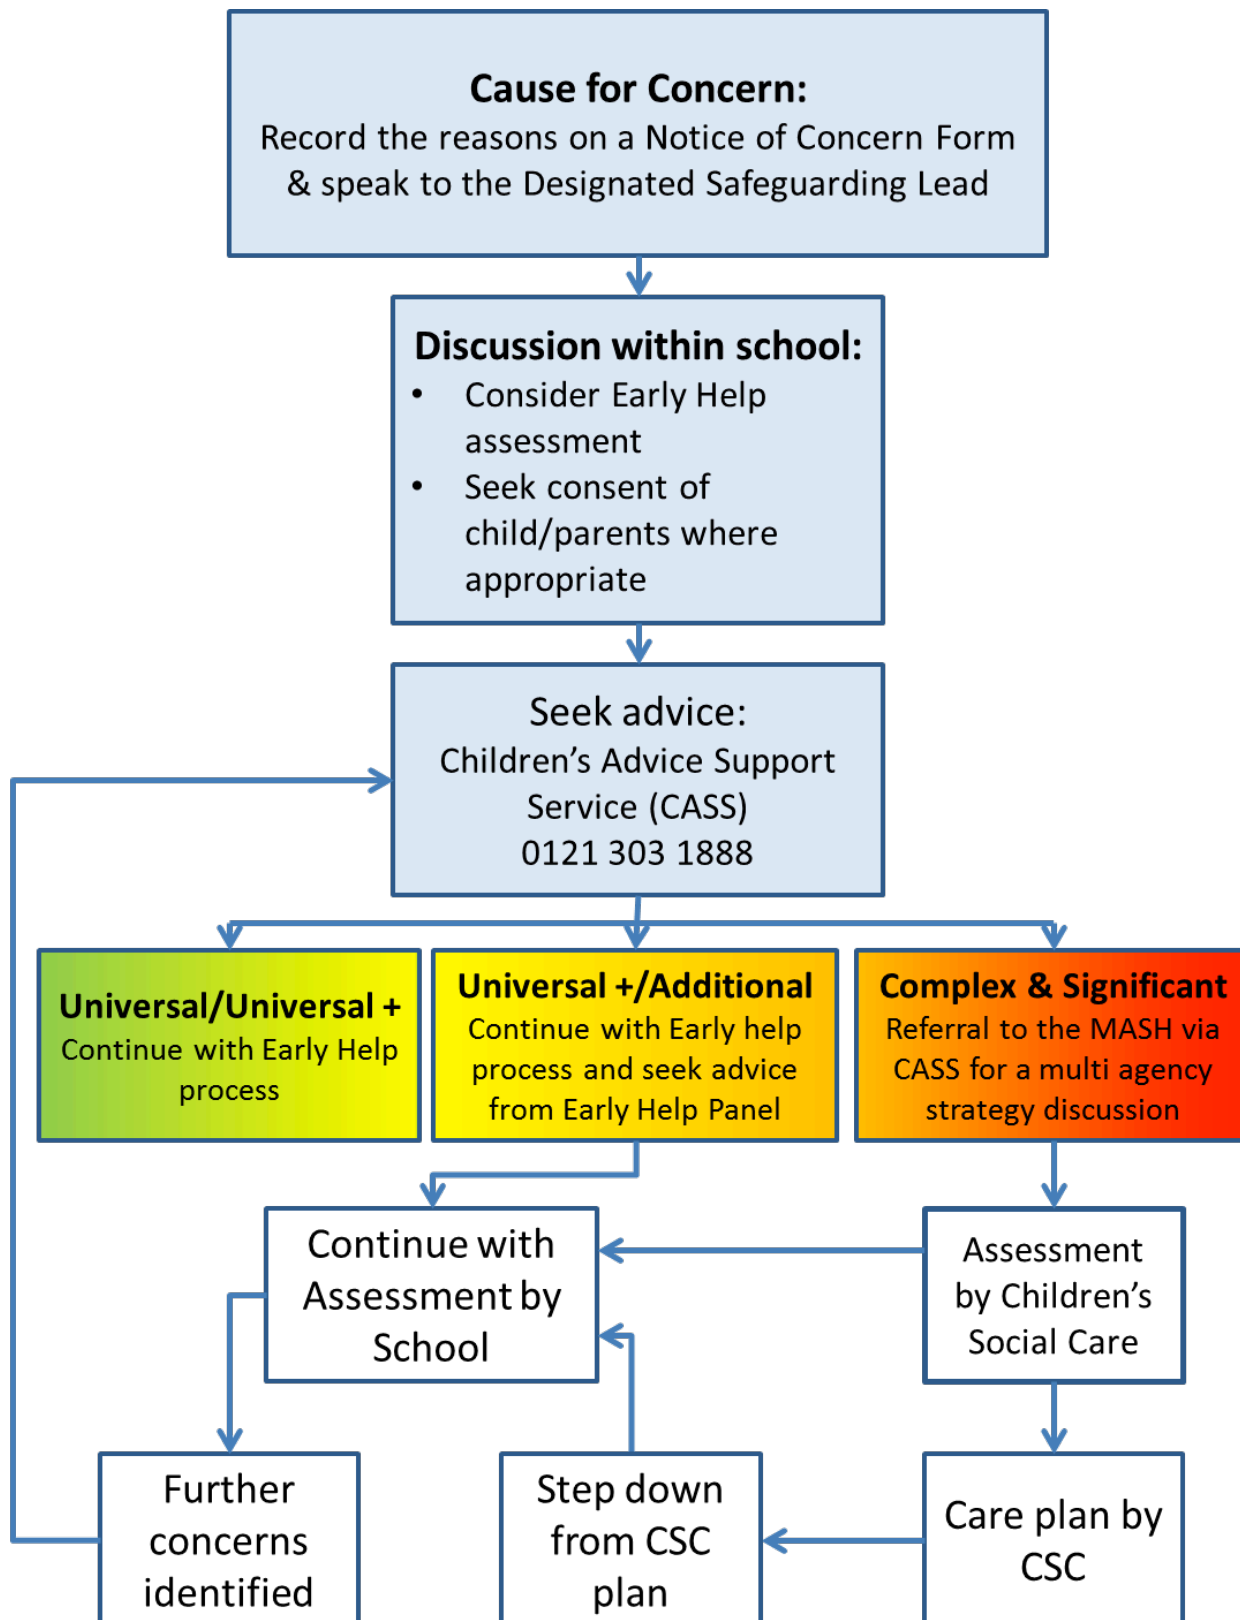 Cause for Concern:
Record the reasons on a Notice of Concern Form
& speak to the Designated Safeguarding Lead
Discussion within school:
• Consider Early Help
assessment
• Seek consent of
child/parents where
appropriate
Seek advice:
Children’s Advice Support
Service (CASS)
0121 303 1888
Universal/Universal +
Continue with Early Help
process
Universal +/Additional
Continue with Early help
process and seek advice
from Early Help Panel
Complex & Significant
Referral to the MASH via
CASS for a multi agency
strategy discussion
Continue with
Assessment by
School
Assessment
by Children’s
Social Care
Further
concerns
identified
Step down
from CSC
plan
Care plan by
CSC